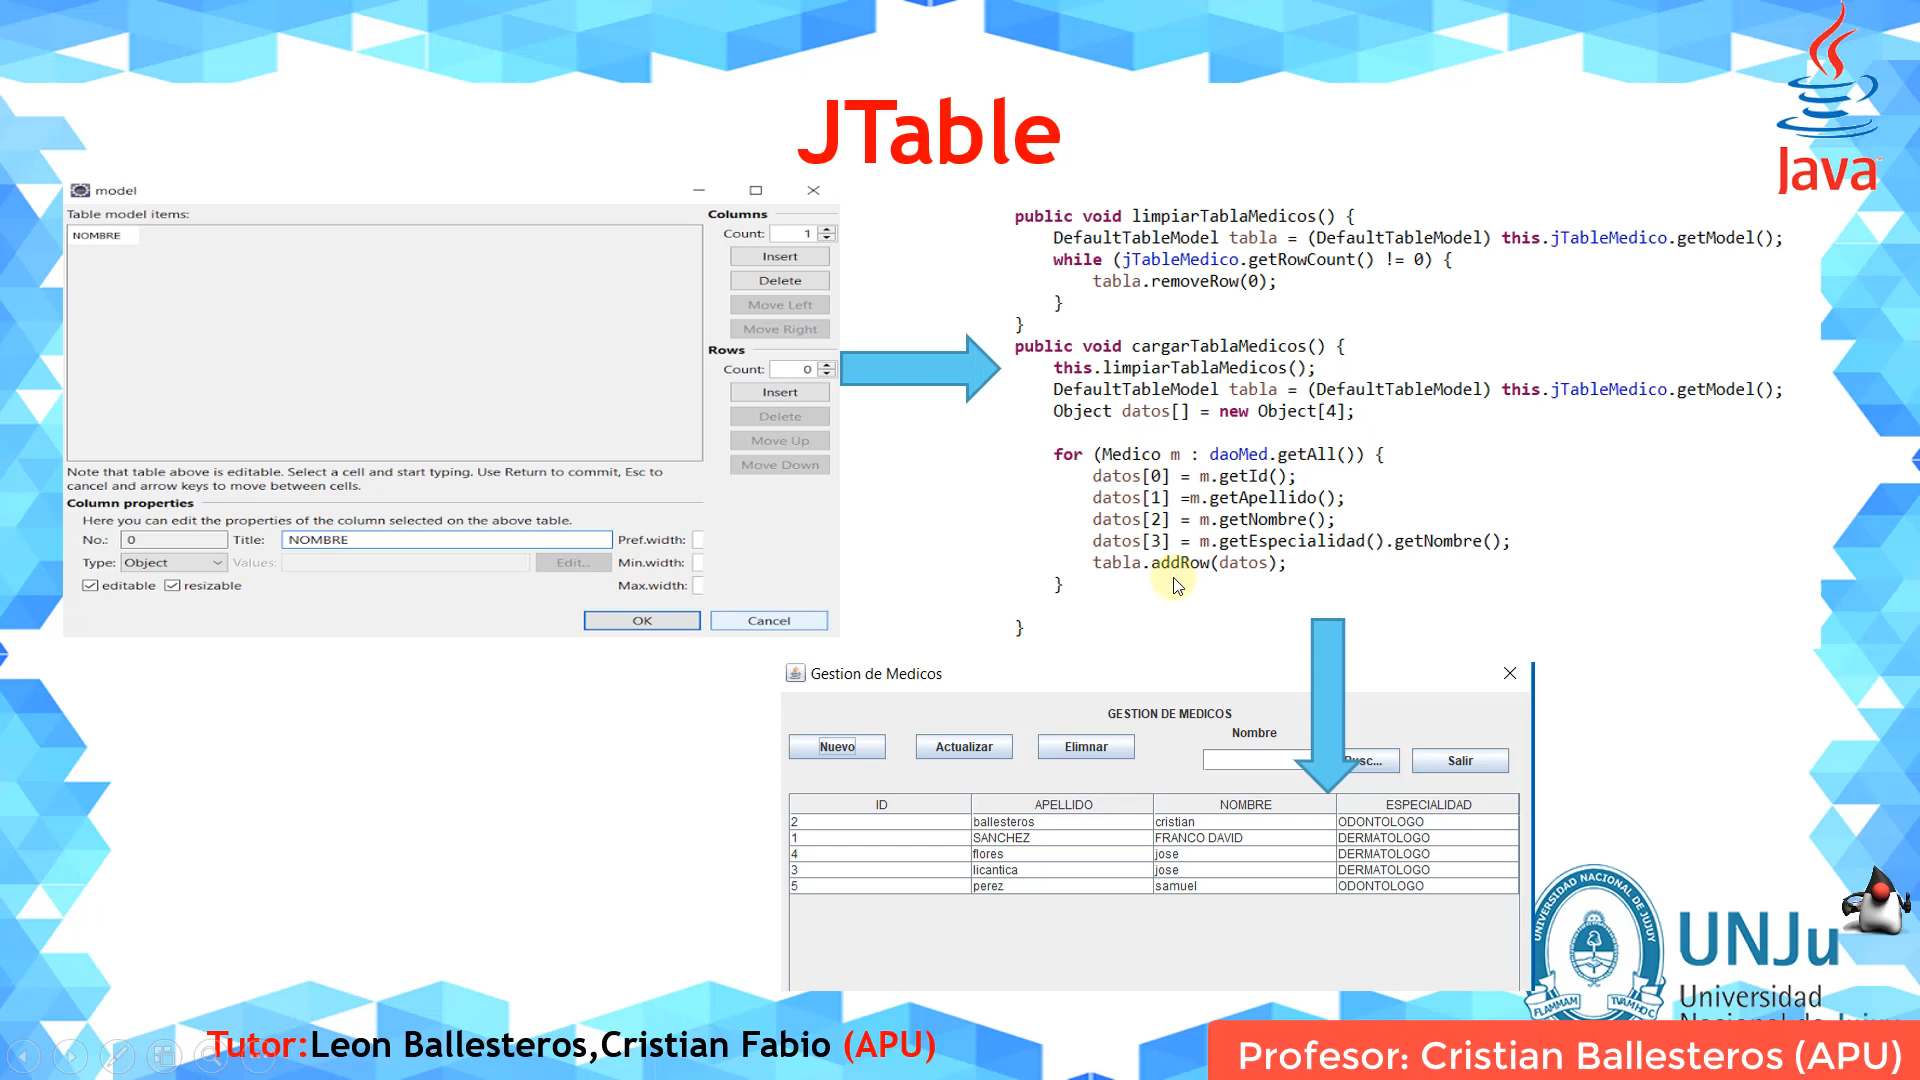 JTable
Java
model
Table model items:
NOMBRE
Columns
Count: 1
Insert
Delete
Move Left
Move Right
Rows
Count: 0
Insert
Delete
Move Up
Move Down
Note that table above is editable. Select a cell and start typing. Use Return to commit, Esc to
cancel and arrow keys to move between cells.
Column properties
Here you can edit the properties of the column selected on the above table.
No.: 0 Title: NOMBRE Pref.width:
Type: Object Values: Edit... Min.width:
editable resizable Max.width:
OK Cancel
public void limpiarTablaMedicos() {
DefaultTableModel tabla = (DefaultTableModel) this.jTableMedico.getModel();
while (jTableMedico.getRowCount() != 0) {
tabla.removeRow(0);
}
}
public void cargarTablaMedicos() {
this.limpiarTablaMedicos();
DefaultTableModel tabla = (DefaultTableModel) this.jTableMedico.getModel();
Object datos[] = new Object[4];
for (Medico m : daoMed.getAll()) {
datos[0] = m.getId();
datos[1] =m.getApellido();
datos[2] = m.getNombre();
datos[3] = m.getEspecialidad().getNombre();
tabla.addRow(datos);
}
}
Gestion de Medicos
GESTION DE MEDICOS
Nombre
Nuevo Actualizar Elimnar Busc... Salir
ID APELLIDO NOMBRE ESPECIALIDAD
2 ballesteros cristian ODONTOLOGO
1 SANCHEZ FRANCO DAVID DERMATOLOGO
4 flores jose DERMATOLOGO
3 licantica jose DERMATOLOGO
5 perez samuel ODONTOLOGO
UNIVERSIDAD NACIONAL DE JUJUY
UNJu
Universidad
Tutor:Leon Ballesteros,Cristian Fabio (APU)
Profesor: Cristian Ballesteros (APU)